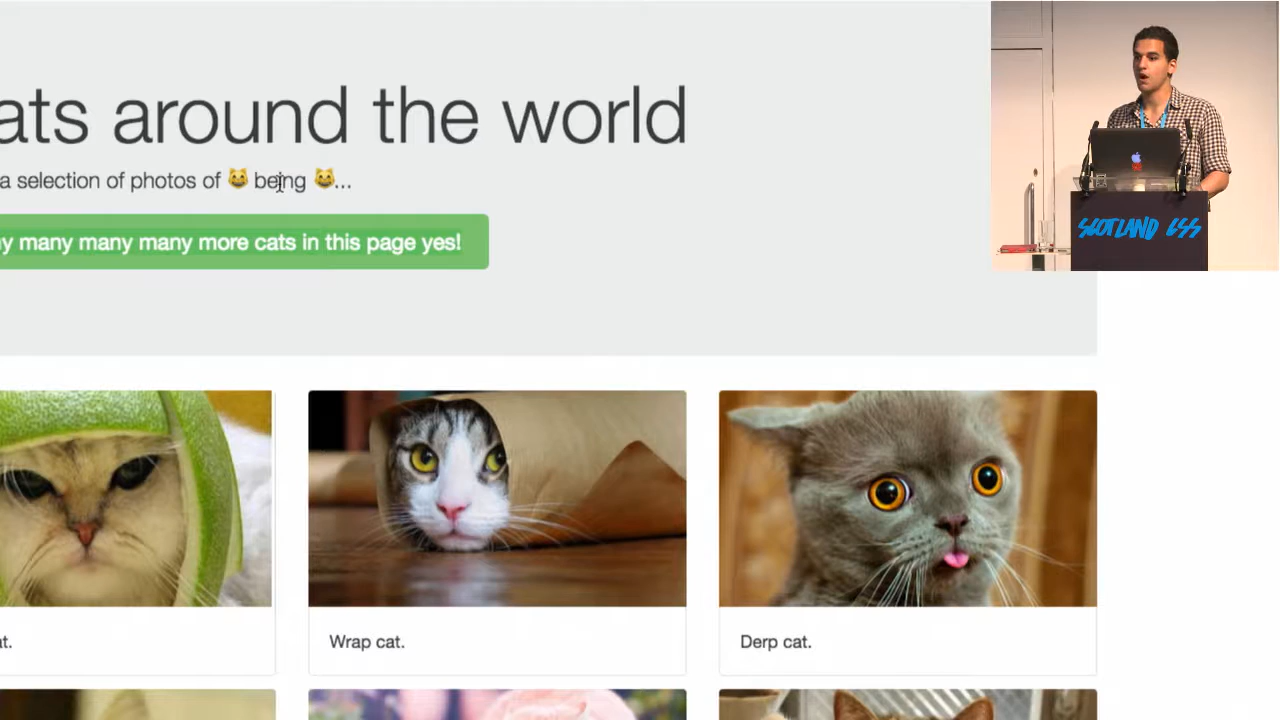 ats around the world
a selection of photos of 😸 being 😸...
y many many many more cats in this page yes!
SCOTLAND CSS
t.
Wrap cat.
Derp cat.